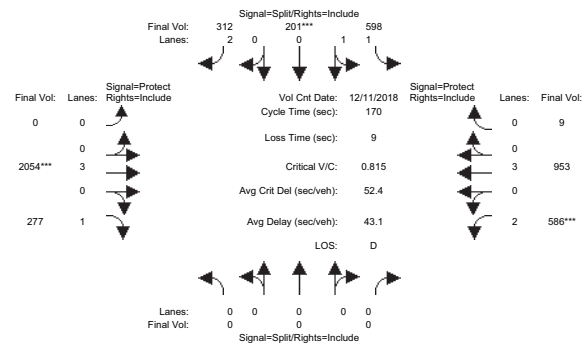 Signal=Split/Rights=Include
Final Vol: 312 201*** 598
Lanes: 2 0 0 1 1
Signal=Protect
Final Vol: Lanes: Rights=Include
Vol Cnt Date: 12/11/2018
Signal=Protect
Rights=Include Lanes: Final Vol:
Cycle Time (sec): 170
0 0
0 9
Loss Time (sec): 9
0
0
2054*** 3
Critical V/C: 0.815
3 953
0
Avg Crit Del (sec/veh): 52.4
0
277 1
Avg Delay (sec/veh): 43.1
2 586***
LOS: D
Lanes: 0 0 0 0 0
Final Vol: 0 0 0
Signal=Split/Rights=Include